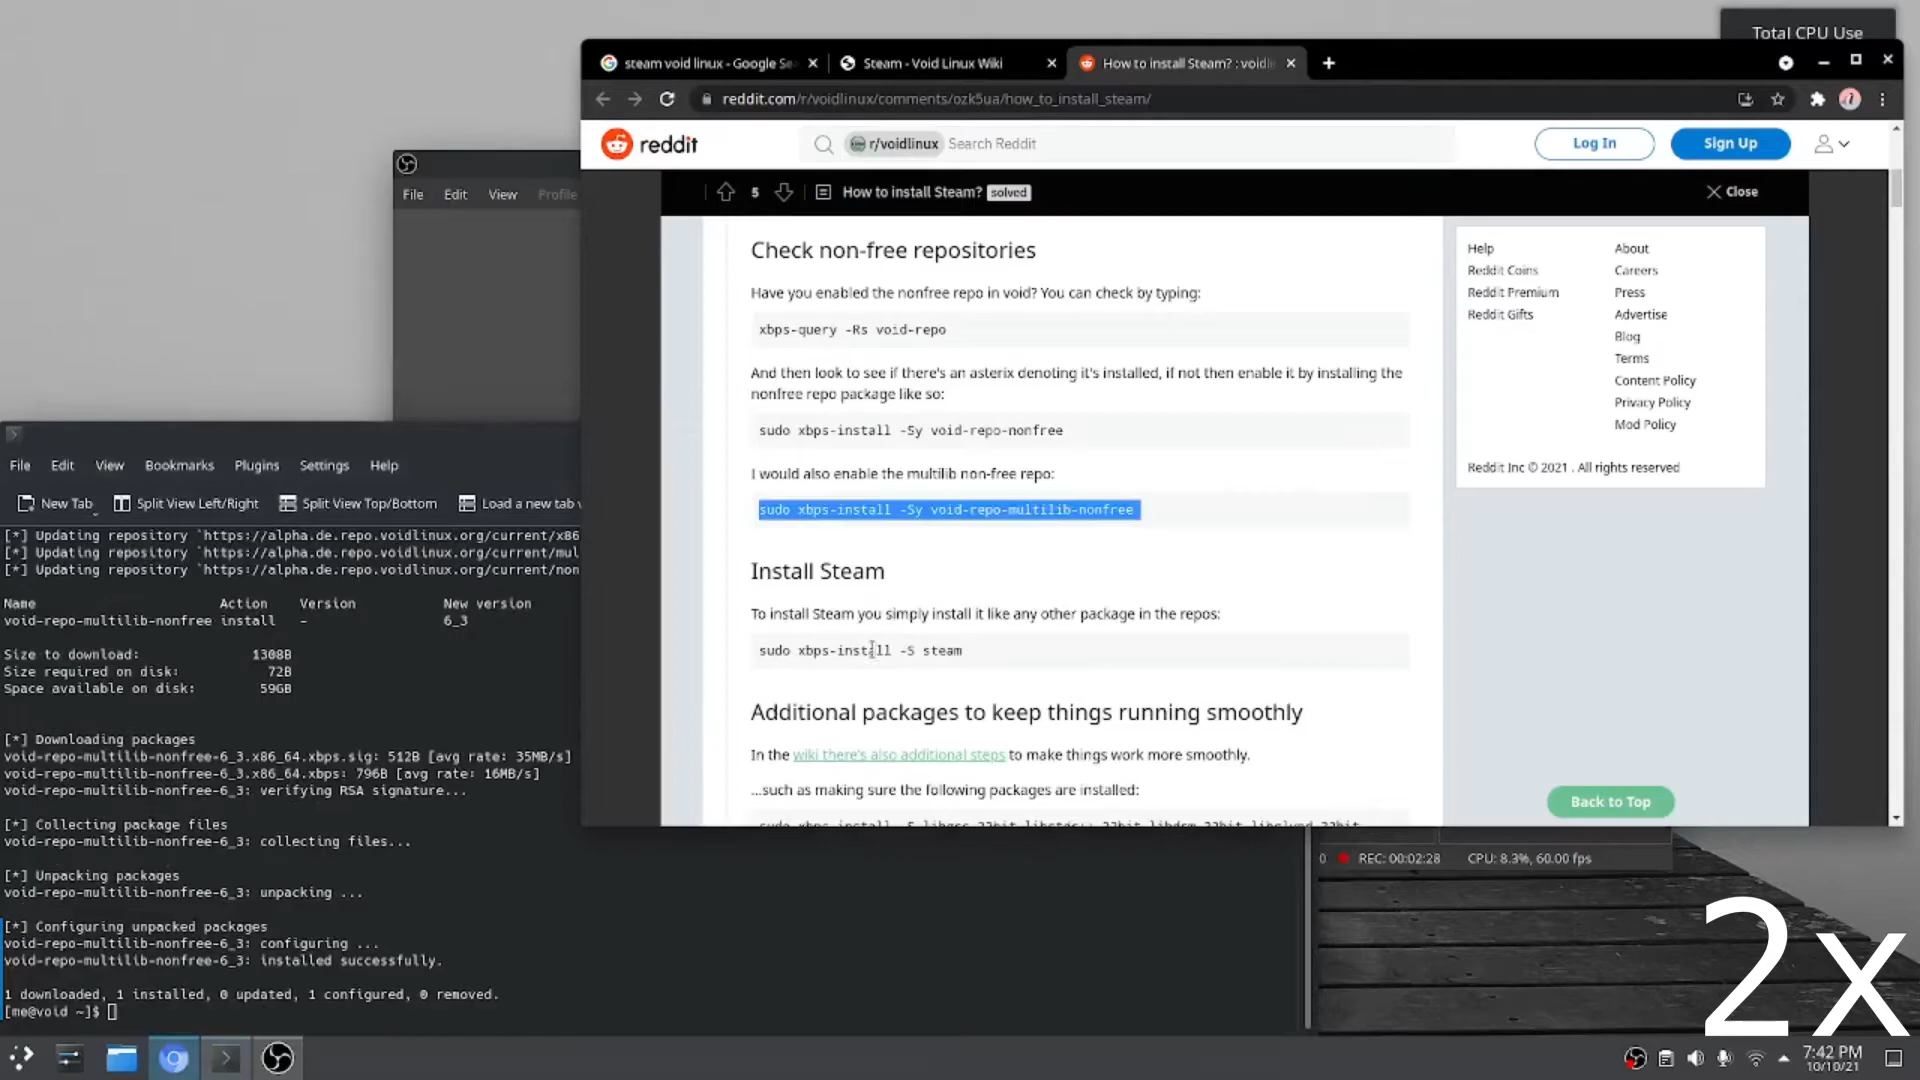 Total CPU Use
steam void linux - Google Se
Steam - Void Linux Wiki
How to install Steam? : voidli
reddit.com/r/voidlinux/comments/ozk5ua/how_to_install_steam/
reddit
r/voidlinux Search Reddit
Log In
Sign Up
5
How to install Steam? solved
Close
Check non-free repositories
Have you enabled the nonfree repo in void? You can check by typing:
xbps-query -Rs void-repo
And then look to see if there's an asterix denoting it's installed, if not then enable it by installing the
nonfree repo package like so:
sudo xbps-install -Sy void-repo-nonfree
I would also enable the multilib non-free repo:
sudo xbps-install -Sy void-repo-multilib-nonfree
Install Steam
To install Steam you simply install it like any other package in the repos:
sudo xbps-install -S steam
Additional packages to keep things running smoothly
In the wiki there's also additional steps to make things work more smoothly.
...such as making sure the following packages are installed:
sudo xbps-install -S libgcc-32bit libstdc++-32bit libdrm-32bit libglvnd-32bit
Help About
Reddit Coins Careers
Reddit Premium Press
Reddit Gifts Advertise
Blog
Terms
Content Policy
Privacy Policy
Mod Policy
Reddit Inc © 2021 . All rights reserved
Back to Top
File Edit View Profile
File Edit View Bookmarks Plugins Settings Help
New Tab Split View Left/Right Split View Top/Bottom Load a new tab
[*] Updating repository `https://alpha.de.repo.voidlinux.org/current/x86
[*] Updating repository `https://alpha.de.repo.voidlinux.org/current/mul
[*] Updating repository `https://alpha.de.repo.voidlinux.org/current/non
Name Action Version New version
void-repo-multilib-nonfree install - 6_3
Size to download: 1308B
Size required on disk: 72B
Space available on disk: 59GB
[*] Downloading packages
void-repo-multilib-nonfree-6_3.x86_64.xbps.sig: 512B [avg rate: 35MB/s]
void-repo-multilib-nonfree-6_3.x86_64.xbps: 796B [avg rate: 16MB/s]
void-repo-multilib-nonfree-6_3: verifying RSA signature...
[*] Collecting package files
void-repo-multilib-nonfree-6_3: collecting files...
[*] Unpacking packages
void-repo-multilib-nonfree-6_3: unpacking ...
[*] Configuring unpacked packages
void-repo-multilib-nonfree-6_3: configuring ...
void-repo-multilib-nonfree-6_3: installed successfully.
1 downloaded, 1 installed, 0 updated, 1 configured, 0 removed.
[me@void ~]$
0 REC: 00:02:28 CPU: 8.3%, 60.00 fps
2x
7:42 PM
10/10/21